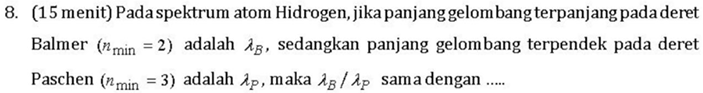 8. (15 menit) Pada spektrum atom Hidrogen, jika panjang gelombang terpanjang pada deret
Balmer (n_min = 2) adalah λ_B, sedangkan panjang gelombang terpendek pada deret
Paschen (n_min = 3) adalah λ_P, maka λ_B / λ_P sama dengan .....